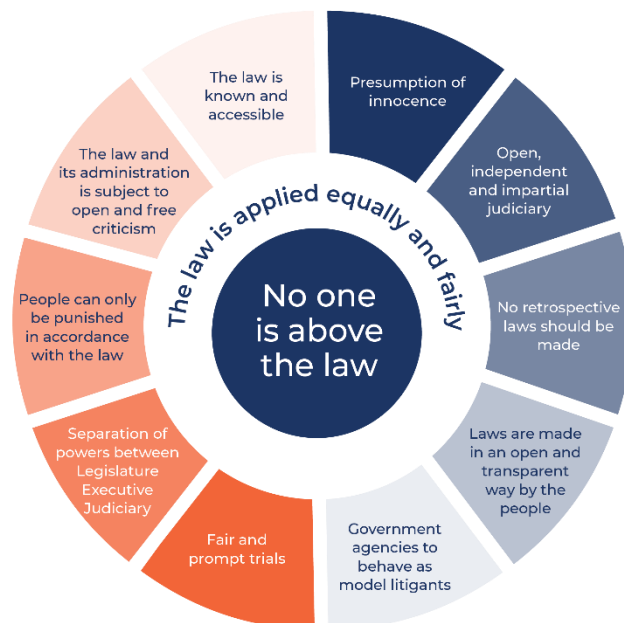 No one
is above
the law
The law is applied equally and fairly
Presumption of
innocence
Open,
independent
and impartial
judiciary
No retrospective
laws should be
made
Laws are made
in an open and
transparent
way by the
people
Government
agencies to
behave as
model litigants
Fair and
prompt trials
Separation of
powers between
Legislature
Executive
Judiciary
People can only
be punished
in accordance
with the law
The law and
its administration
is subject to
open and free
criticism
The law is
known and
accessible